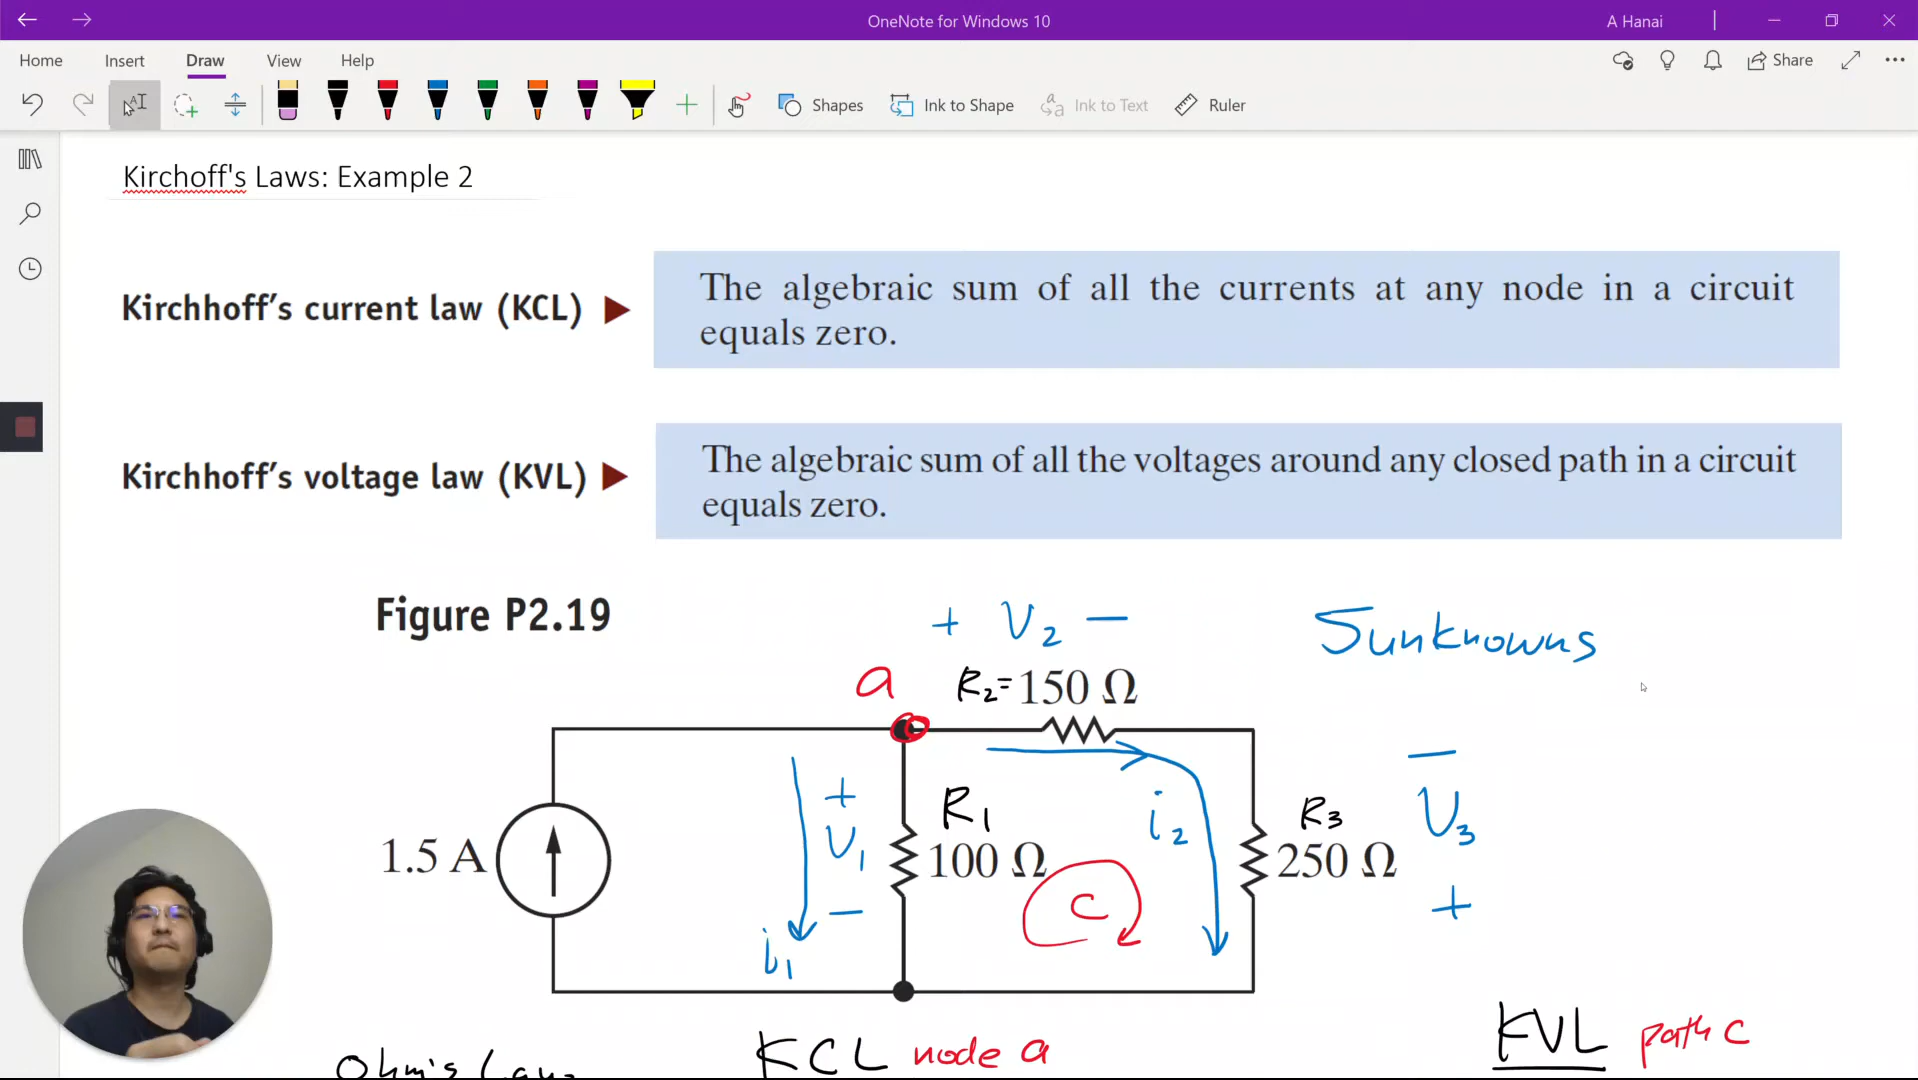 OneNote for Windows 10
A Hanai
Home Insert Draw View Help
Share
Shapes Ink to Shape Ink to Text Ruler
Kirchoff's Laws: Example 2
Kirchhoff's current law (KCL) ▶
The algebraic sum of all the currents at any node in a circuit
equals zero.
Kirchhoff's voltage law (KVL) ▶
The algebraic sum of all the voltages around any closed path in a circuit
equals zero.
Figure P2.19
+ V2 −
5 unknowns
a
R2= 150 Ω
1.5 A
+
V1
−
i1
R1
100 Ω
c
i2
R3
250 Ω
−
V3
+
Ohm's Law
KCL node a
KVL path c